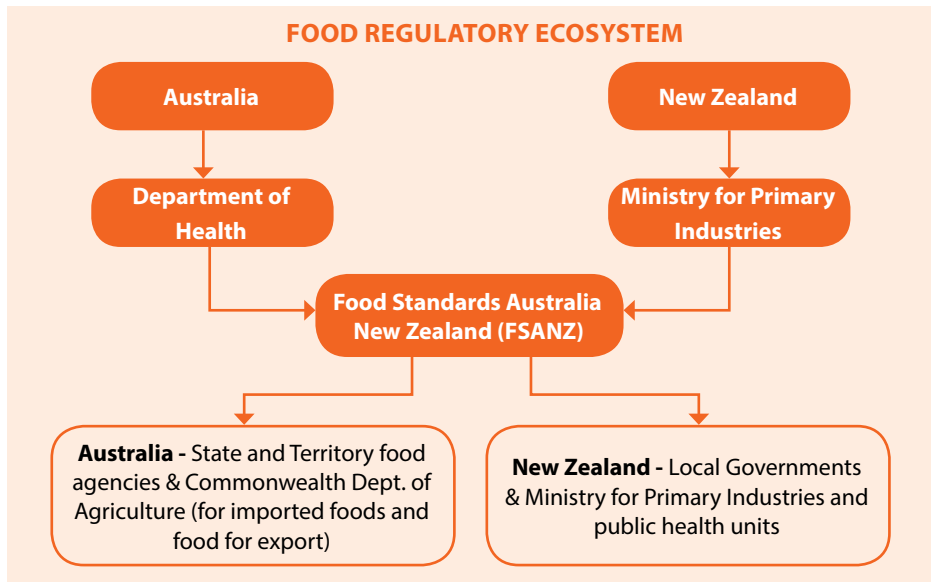 FOOD REGULATORY ECOSYSTEM
Australia
New Zealand
Department of
Health
Ministry for Primary
Industries
Food Standards Australia
New Zealand (FSANZ)
Australia - State and Territory food
agencies & Commonwealth Dept. of
Agriculture (for imported foods and
food for export)
New Zealand - Local Governments
& Ministry for Primary Industries and
public health units